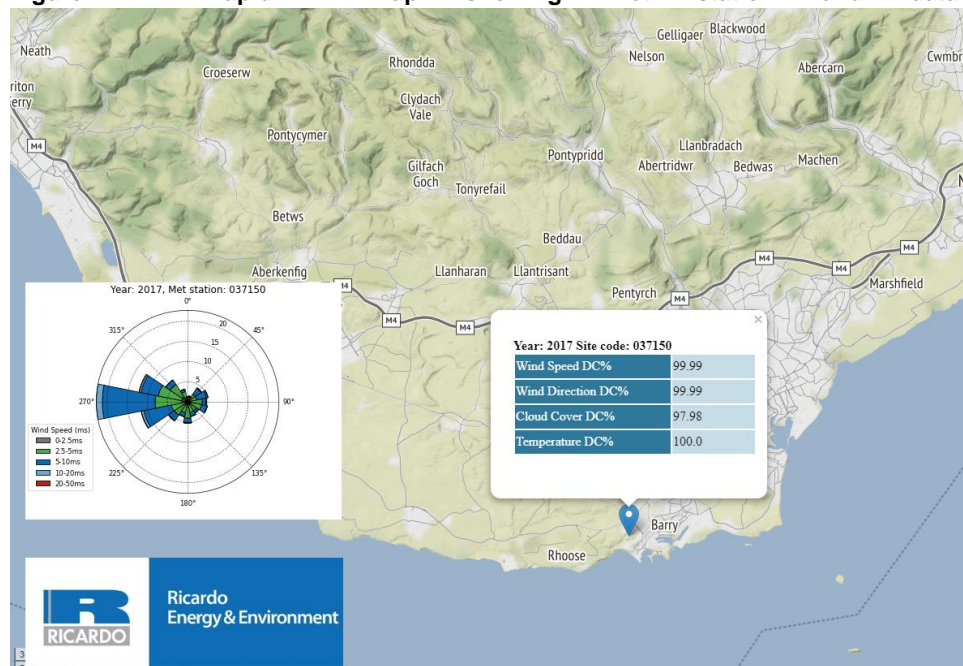 Gelligaer Blackwood
Neath
Nelson
Croeserw
Rhondda
Abercarn
Cwmbr
riton
erry
Clydach
Vale
M4
Pontycymer
Llanbradach
Pontypridd
Abertridwr
Bedwas
Machen
Gilfach
Goch
Tonyrefail
Betws
Beddau
M4
Aberkenfig
Llanharan
Llantrisant
M4
M4
Marshfield
Pentyrch
M4
M4
M4
Year: 2017, Met station: 037150
0°
45°
90°
135°
180°
225°
270°
315°
5
10
15
20
Wind Speed (ms)
0-2.5ms
2.5-5ms
5-10ms
10-20ms
20-50ms
×
Year: 2017 Site code: 037150
Wind Speed DC% 99.99
Wind Direction DC% 99.99
Cloud Cover DC% 97.98
Temperature DC% 100.0
Barry
Rhoose
R
RICARDO
Ricardo
Energy & Environment
3